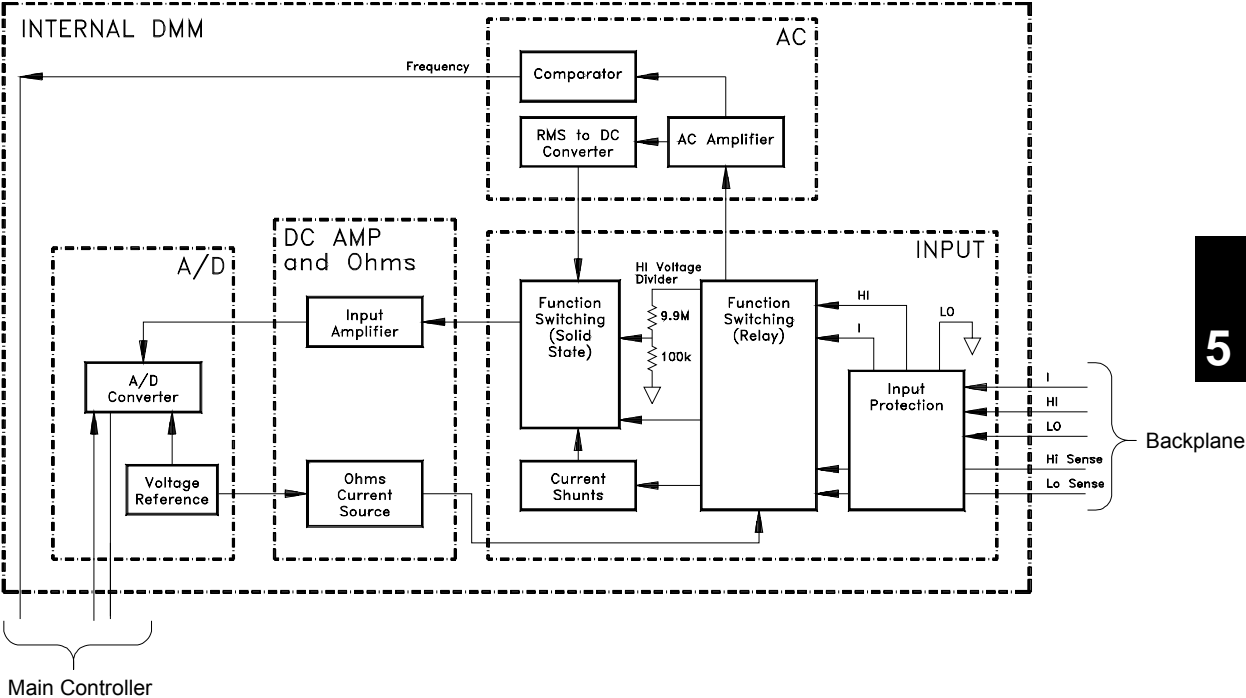 INTERNAL DMM
AC
Frequency
Comparator
RMS to DC
Converter
AC Amplifier
DC AMP
and Ohms
A/D
INPUT
HI Voltage
Divider
Input
Amplifier
Function
Switching
(Solid
State)
9.9M
100k
Function
Switching
(Relay)
HI
I
LO
A/D
Converter
Input
Protection
I
HI
LO
Hi Sense
Lo Sense
Backplane
5
Voltage
Reference
Ohms
Current
Source
Current
Shunts
Main Controller